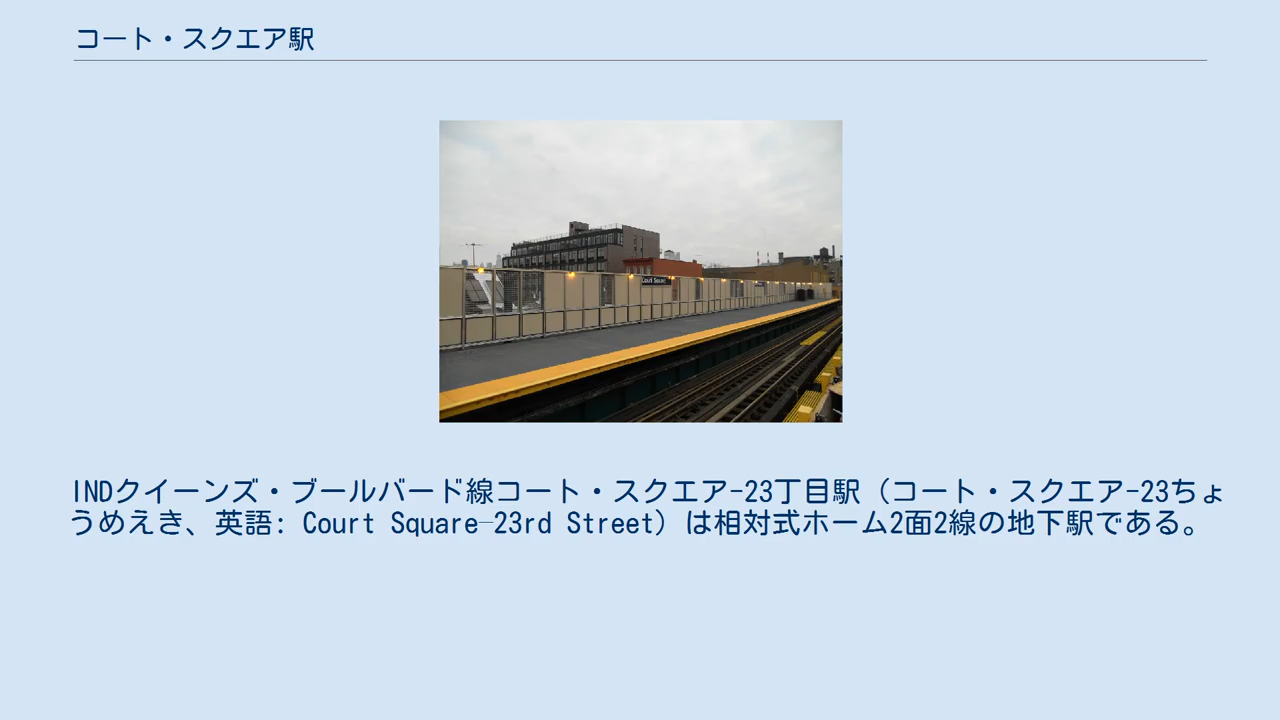 コート・スクエア駅
Court Square
INDクイーンズ・ブールバード線コート・スクエア-23丁目駅（コート・スクエア-23ちょ
うめえき、英語: Court Square–23rd Street）は相対式ホーム2面2線の地下駅である。